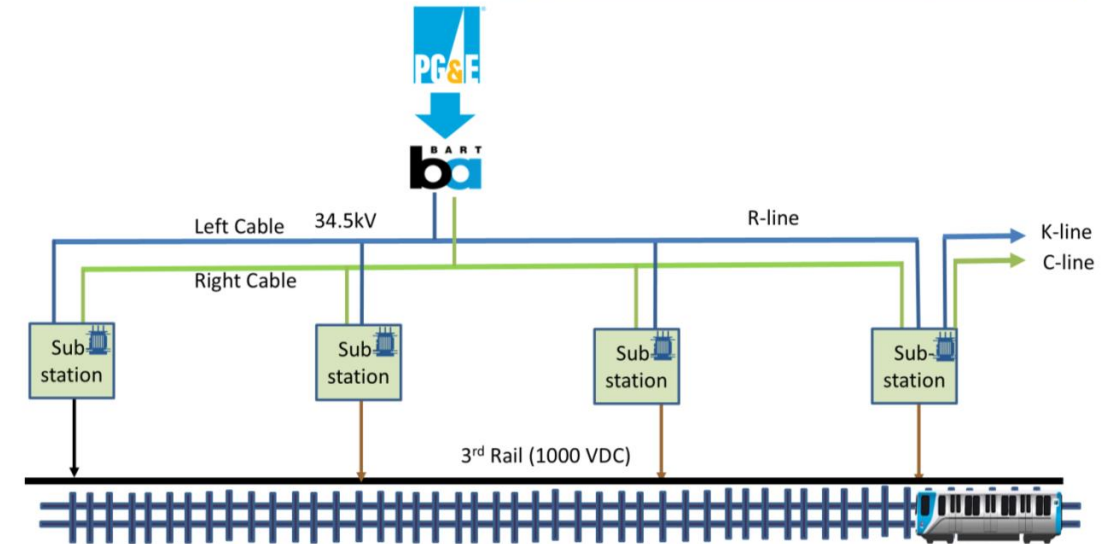 PG&E
BART
ba
Left Cable
34.5kV
R-line
K-line
C-line
Right Cable
Sub-
station
Sub-
station
Sub-
station
Sub-
station
3rd Rail (1000 VDC)